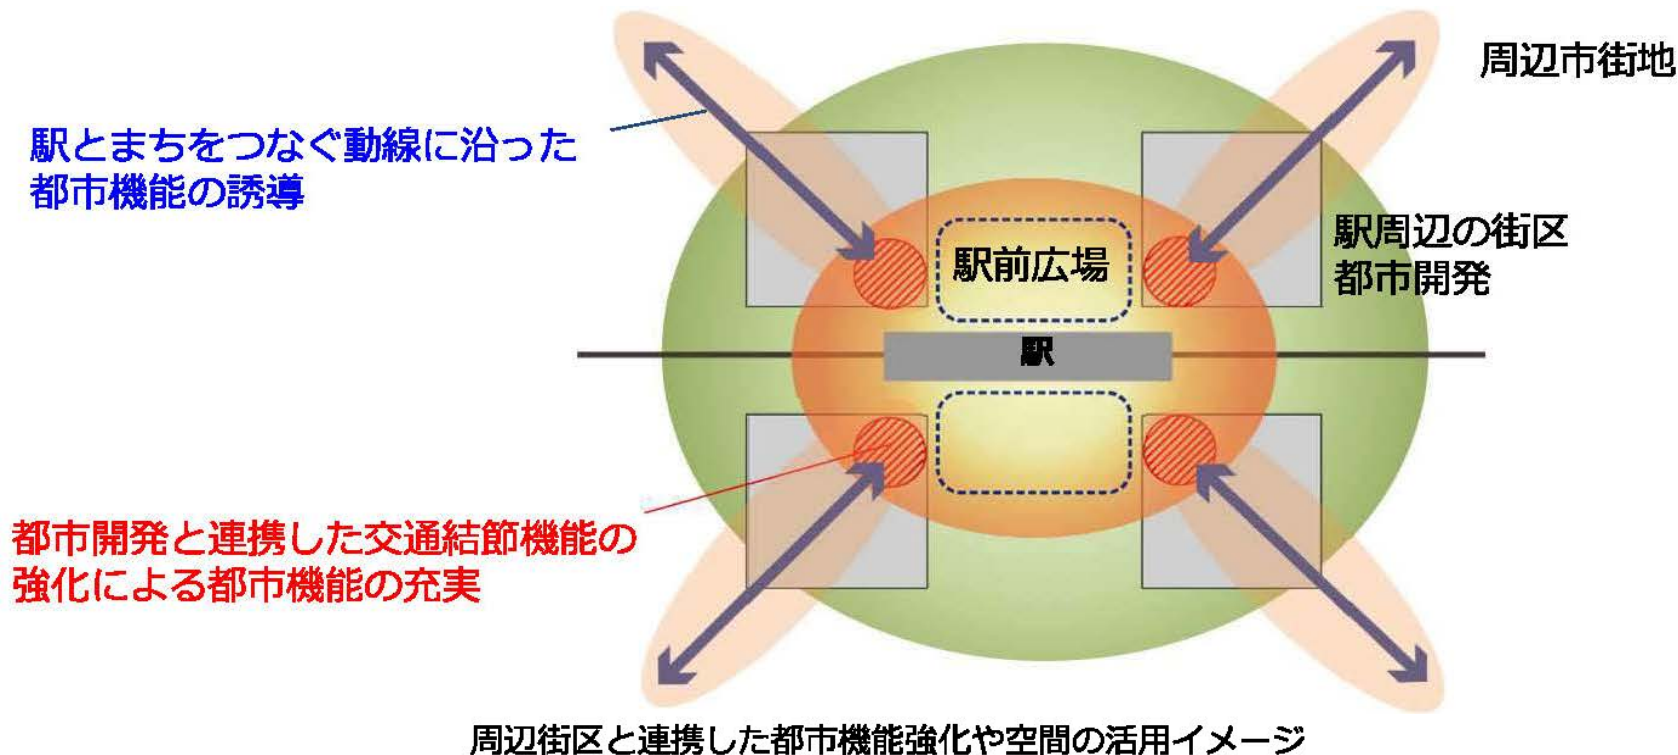 周辺市街地
駅とまちをつなぐ動線に沿った
都市機能の誘導
駅周辺の街区
都市開発
駅前広場
駅
都市開発と連携した交通結節機能の
強化による都市機能の充実
周辺街区と連携した都市機能強化や空間の活用イメージ